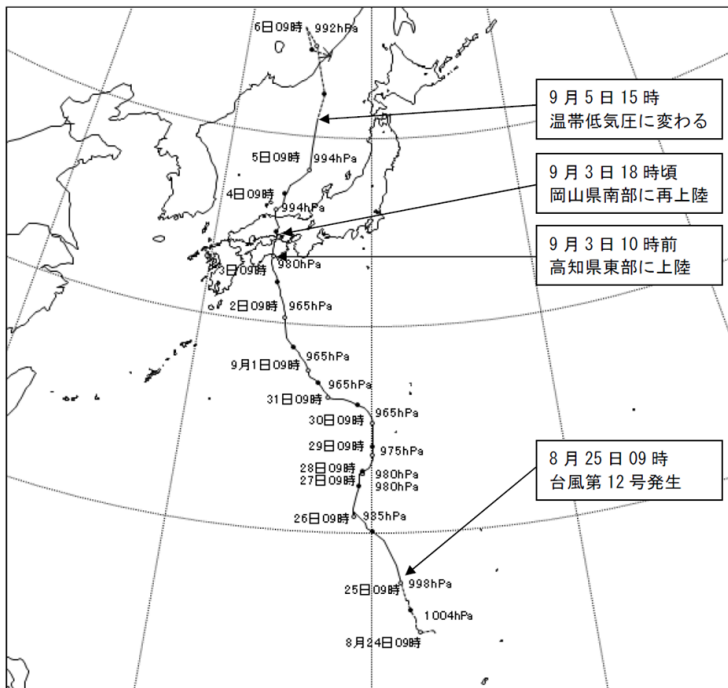 6日09時 992hPa
9月5日15時
温帯低気圧に変わる
5日09時 994hPa
9月3日18時頃
岡山県南部に再上陸
4日09時 994hPa
9月3日10時前
高知県東部に上陸
3日09時 980hPa
2日09時 965hPa
9月1日09時 965hPa
31日09時 965hPa
30日09時 965hPa
29日09時 975hPa
28日09時 980hPa
27日09時 980hPa
8月25日09時
台風第12号発生
26日09時 985hPa
25日09時 998hPa
1004hPa
8月24日09時